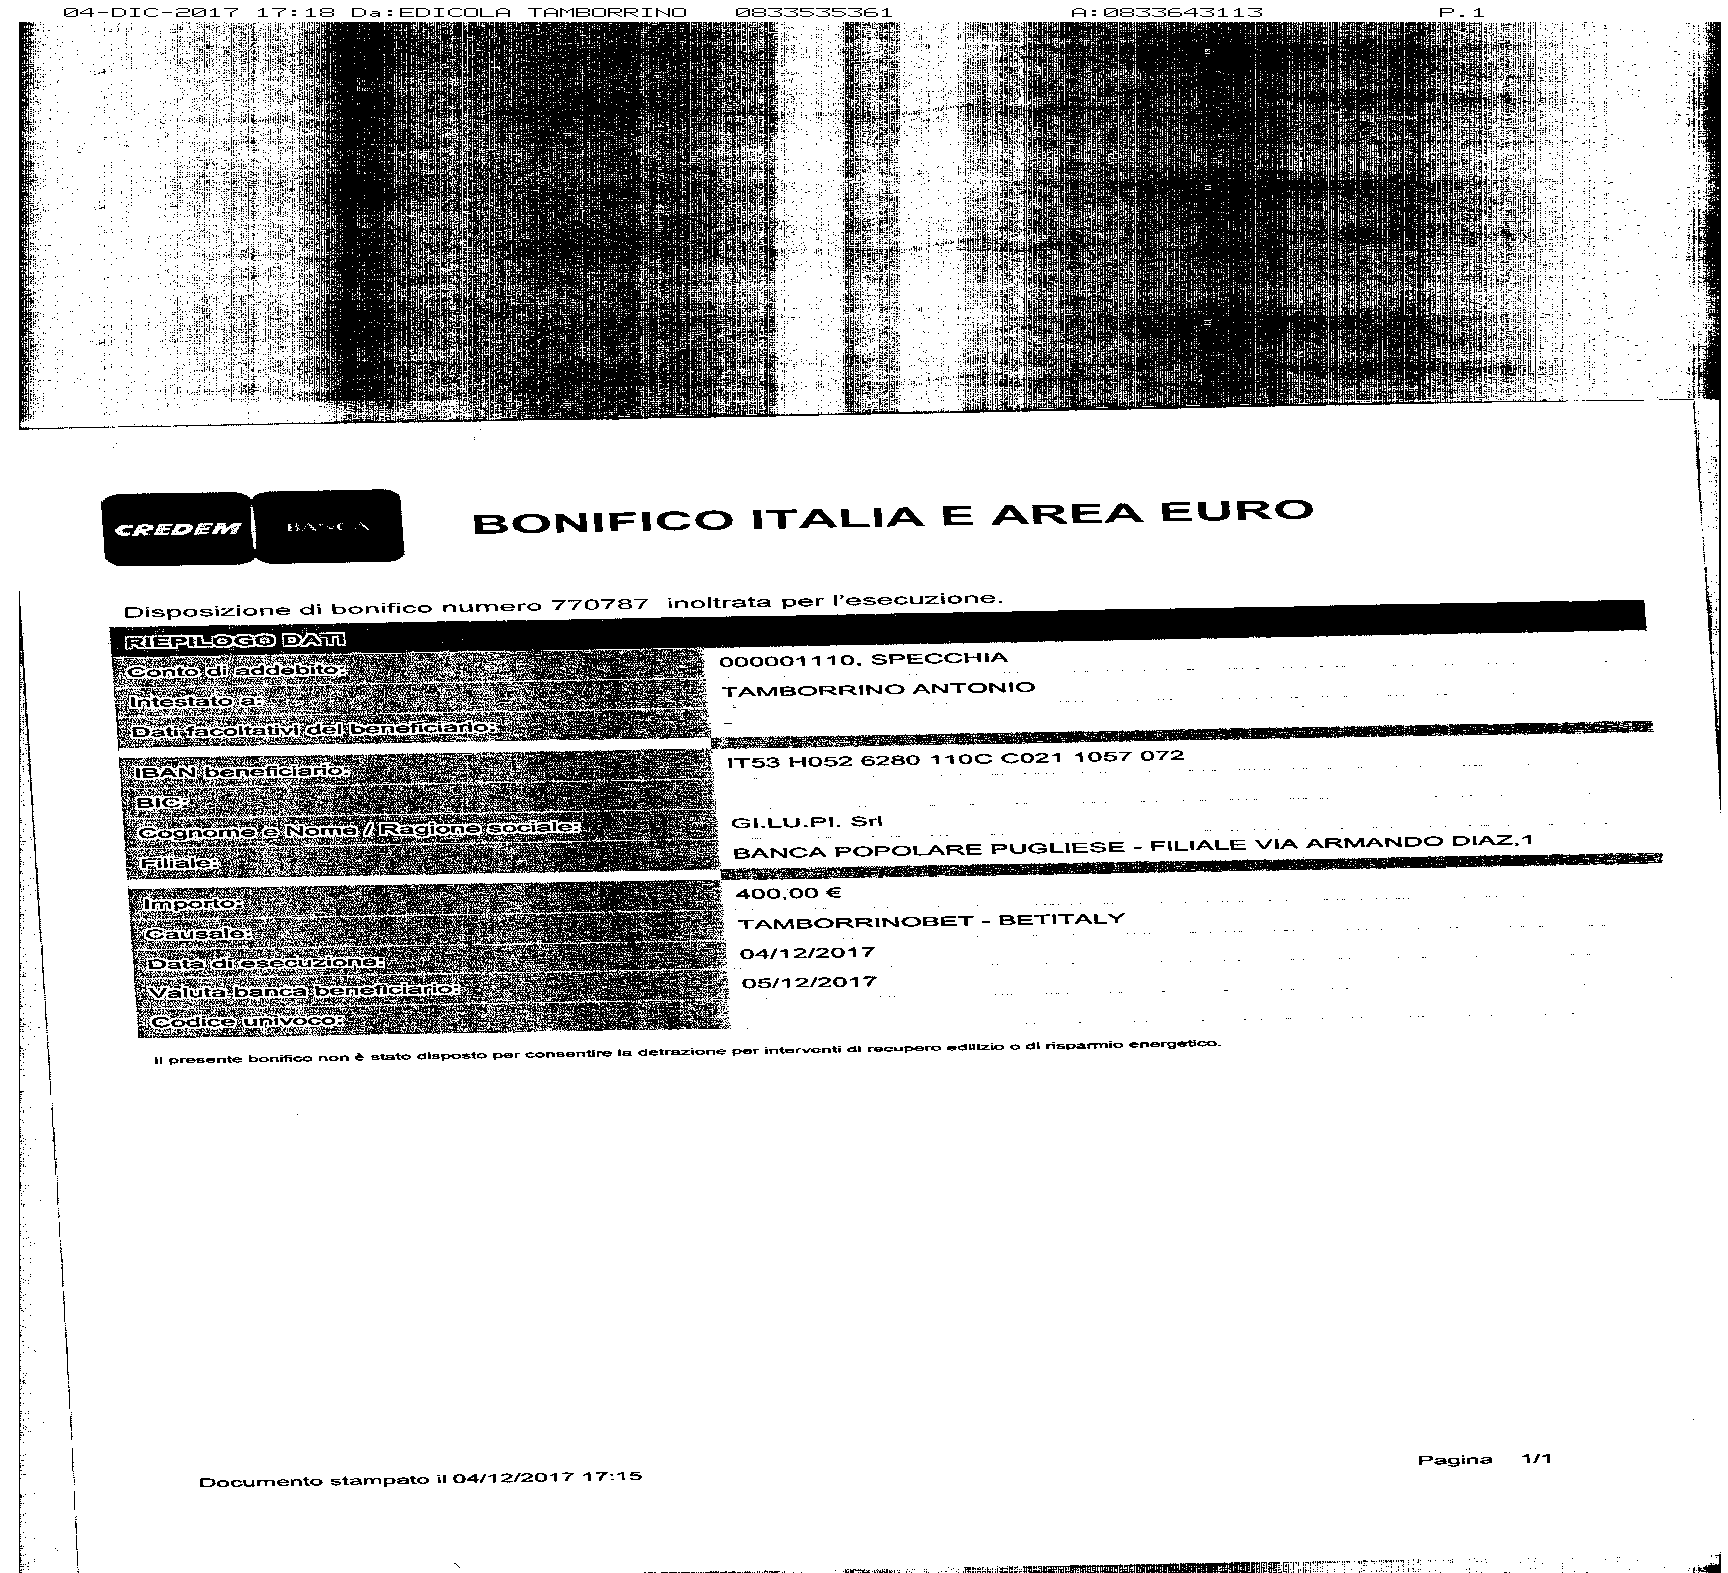 04-DIC-2017 17:18 Da:EDICOLA TAMBORRINO 0833535361 A:0833643113 P.1
CREDEM BANCA
BONIFICO ITALIA E AREA EURO
Disposizione di bonifico numero 770787 inoltrata per l'esecuzione.
RIEPILOGO DATI
Conto di addebito: 000001110, SPECCHIA
Intestato a: TAMBORRINO ANTONIO
Dati facoltativi del beneficiario: _
IBAN beneficiario: IT53 H052 6280 110C C021 1057 072
BIC:
Cognome e Nome / Ragione sociale: GI.LU.PI. Srl
Filiale: BANCA POPOLARE PUGLIESE - FILIALE VIA ARMANDO DIAZ,1
Importo: 400,00 €
Causale: TAMBORRINOBET - BETITALY
Data di esecuzione: 04/12/2017
Valuta banca beneficiario: 05/12/2017
Codice univoco:
Il presente bonifico non è stato disposto per consentire la detrazione per interventi di recupero edilizio o di risparmio energetico.
Documento stampato il 04/12/2017 17:15
Pagina 1/1